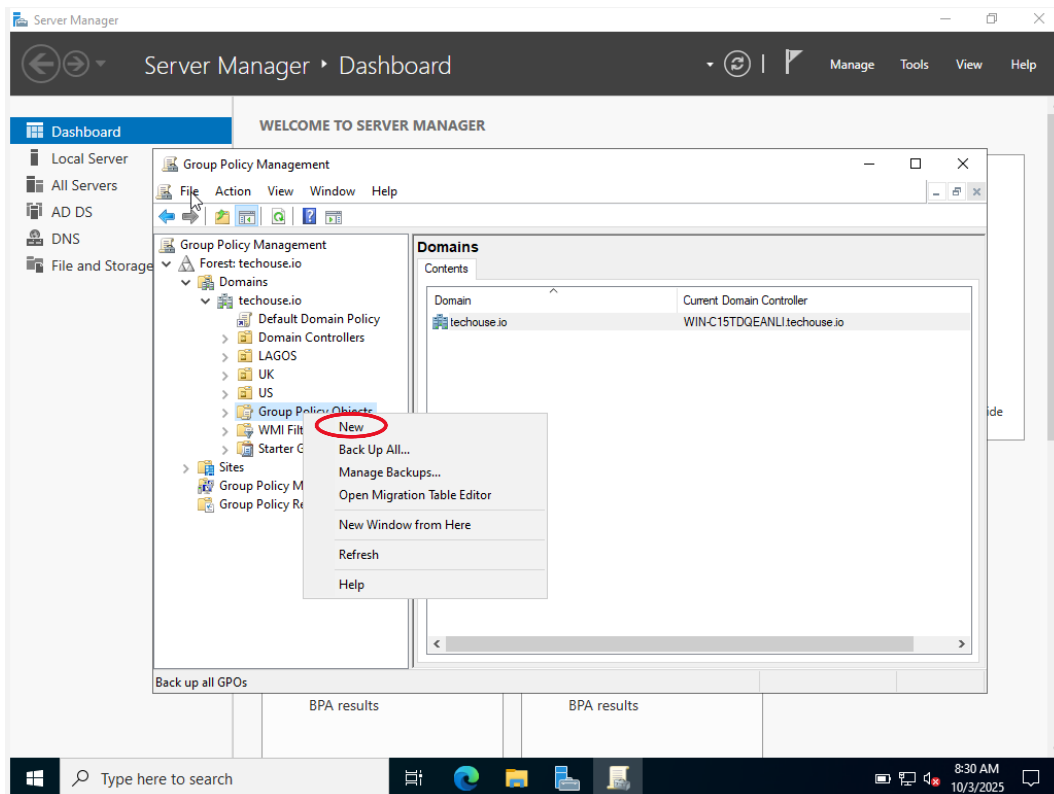 Server Manager
Server Manager • Dashboard
Manage Tools View Help
Dashboard
Local Server
All Servers
AD DS
DNS
File and Storage
WELCOME TO SERVER MANAGER
Group Policy Management
File Action View Window Help
Group Policy Management
Forest: techouse.io
Domains
techouse.io
Default Domain Policy
Domain Controllers
LAGOS
UK
US
Group Policy Objects
WMI Filt
Starter G
Sites
Group Policy M
Group Policy Re
New
Back Up All...
Manage Backups...
Open Migration Table Editor
New Window from Here
Refresh
Help
Domains
Contents
Domain Current Domain Controller
techouse.io WIN-C15TDQEANLI.techouse.io
Back up all GPOs
ide
BPA results BPA results
Type here to search
8:30 AM
10/3/2025